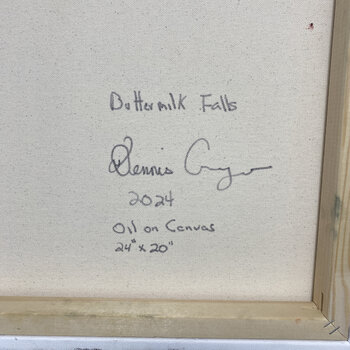 Buttermilk Falls
Dennis
2024
Oil on Canvas
24" x 20"